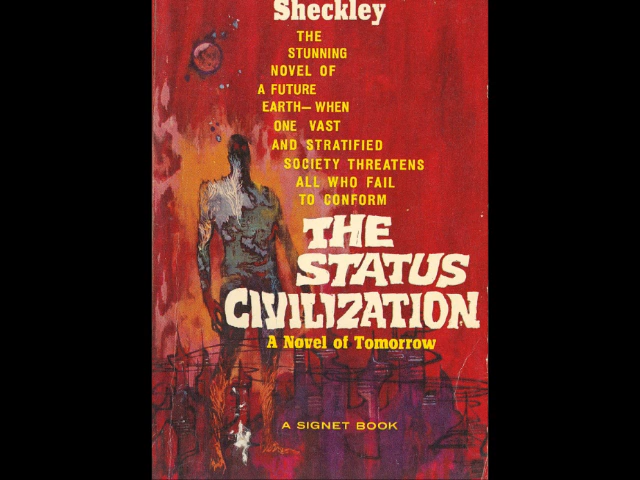 Sheckley
THE
STUNNING
NOVEL OF
A FUTURE
EARTH—WHEN
ONE VAST
AND STRATIFIED
SOCIETY THREATENS
ALL WHO FAIL
TO CONFORM
THE
STATUS
CIVILIZATION
A Novel of Tomorrow
A SIGNET BOOK